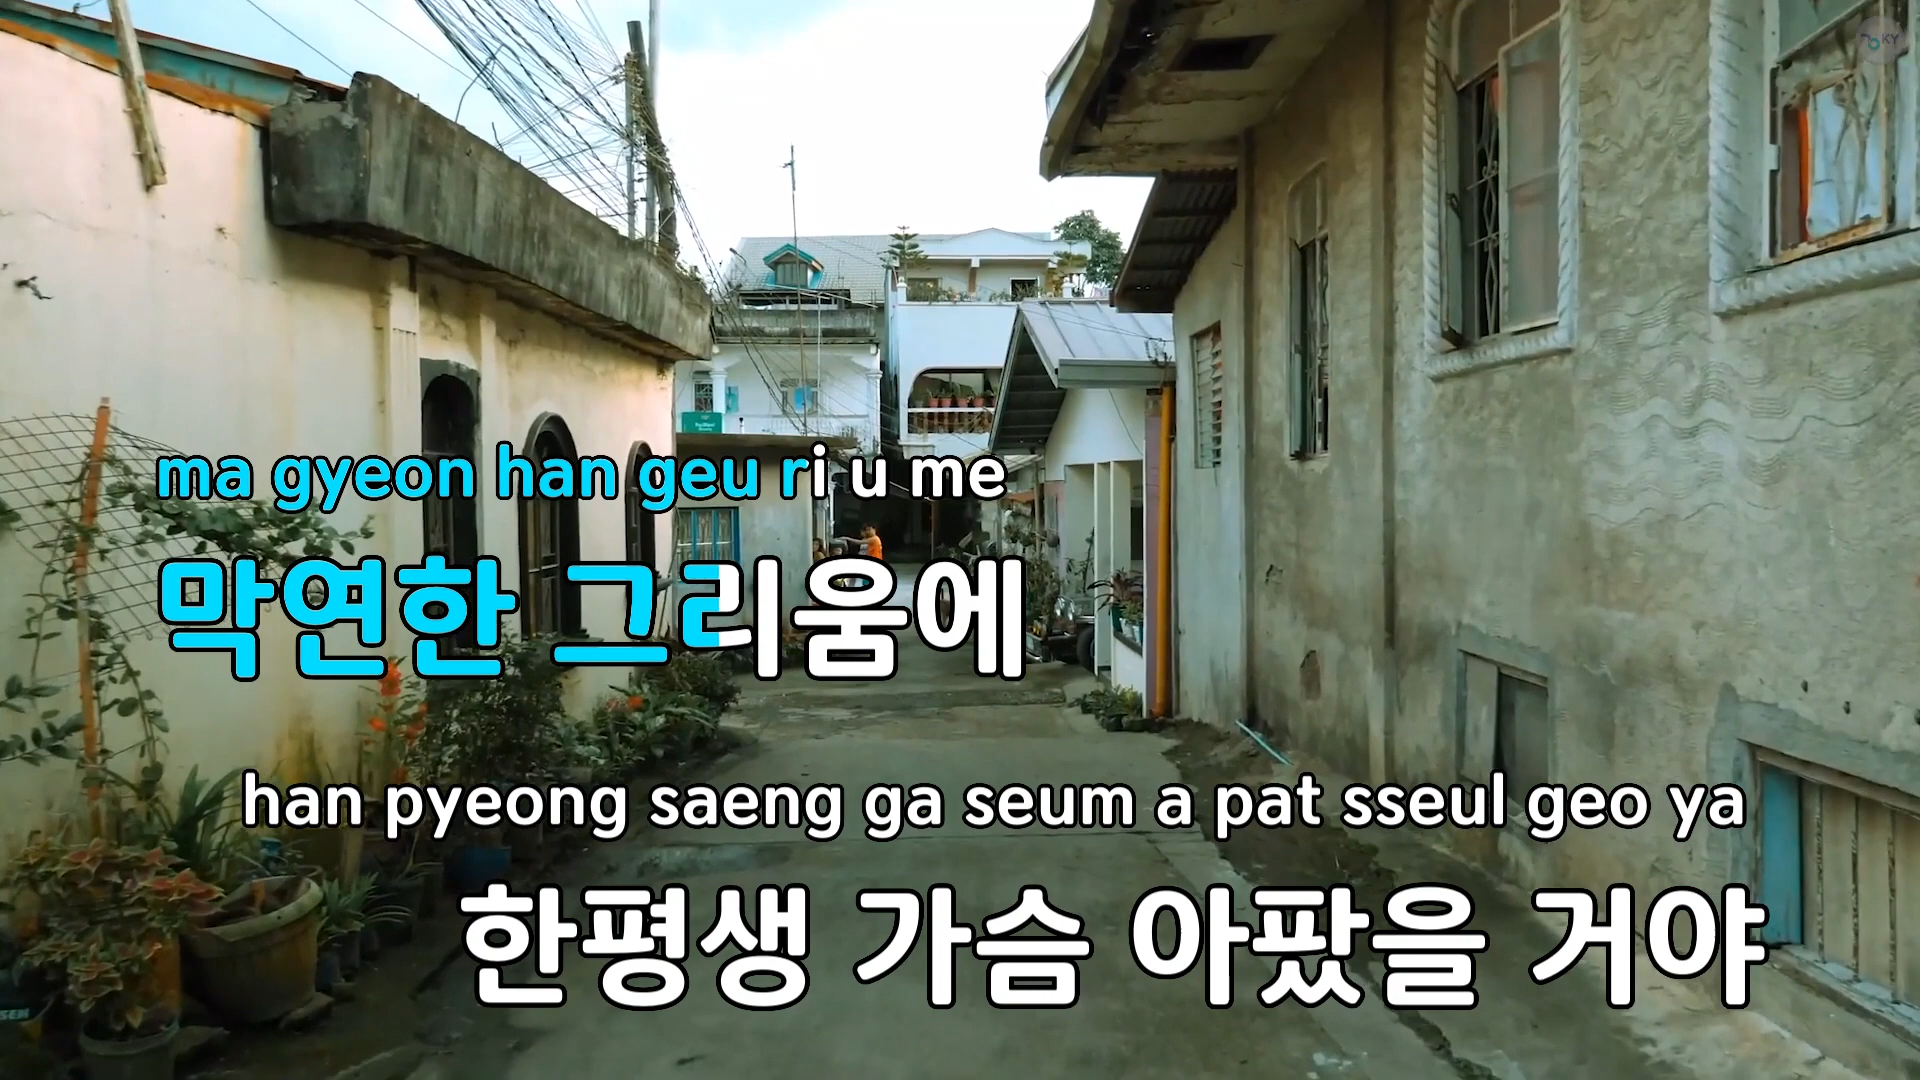 KY
ma gyeon han geu ri u me
막연한 그리움에
han pyeong saeng ga seum a pat sseul geo ya
한평생 가슴 아팠을 거야